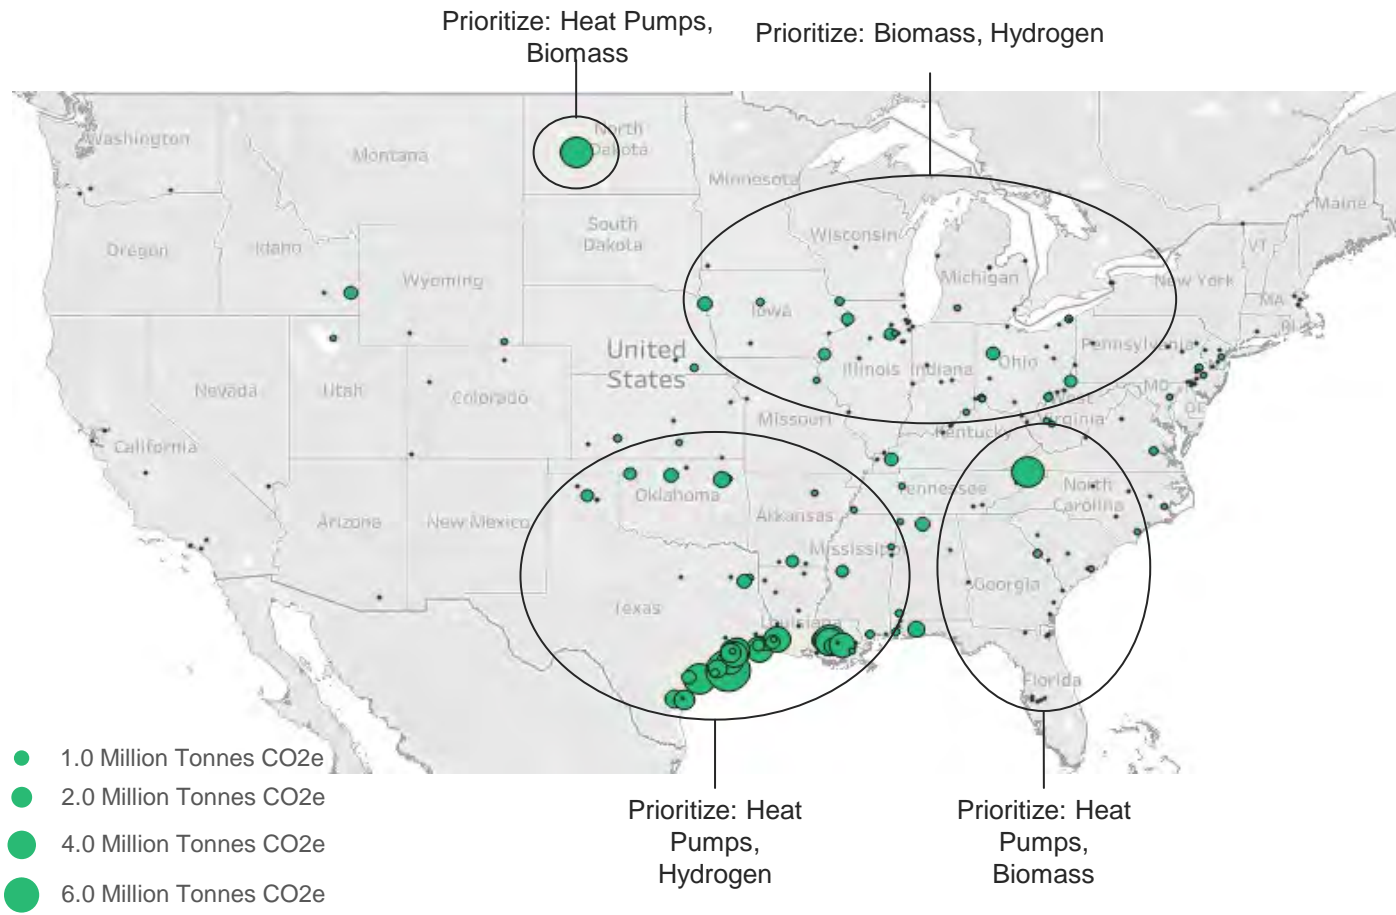 Prioritize: Heat Pumps,
Biomass
Prioritize: Biomass, Hydrogen
Washington
Montana
North
Dakota
Minnesota
Maine
Oregon
Idaho
South
Dakota
Wisconsin
Michigan
VT
Wyoming
New York
MA
Iowa
RI
United
States
Pennsylvania
Nevada
Utah
Colorado
Illinois
Indiana
Ohio
MD
DE
West
Virginia
Missouri
Kentucky
California
Oklahoma
Tennessee
North
Carolina
Arizona
New Mexico
Arkansas
Mississippi
Georgia
Texas
Louisiana
Florida
1.0 Million Tonnes CO2e
2.0 Million Tonnes CO2e
4.0 Million Tonnes CO2e
6.0 Million Tonnes CO2e
Prioritize: Heat
Pumps,
Hydrogen
Prioritize: Heat
Pumps,
Biomass